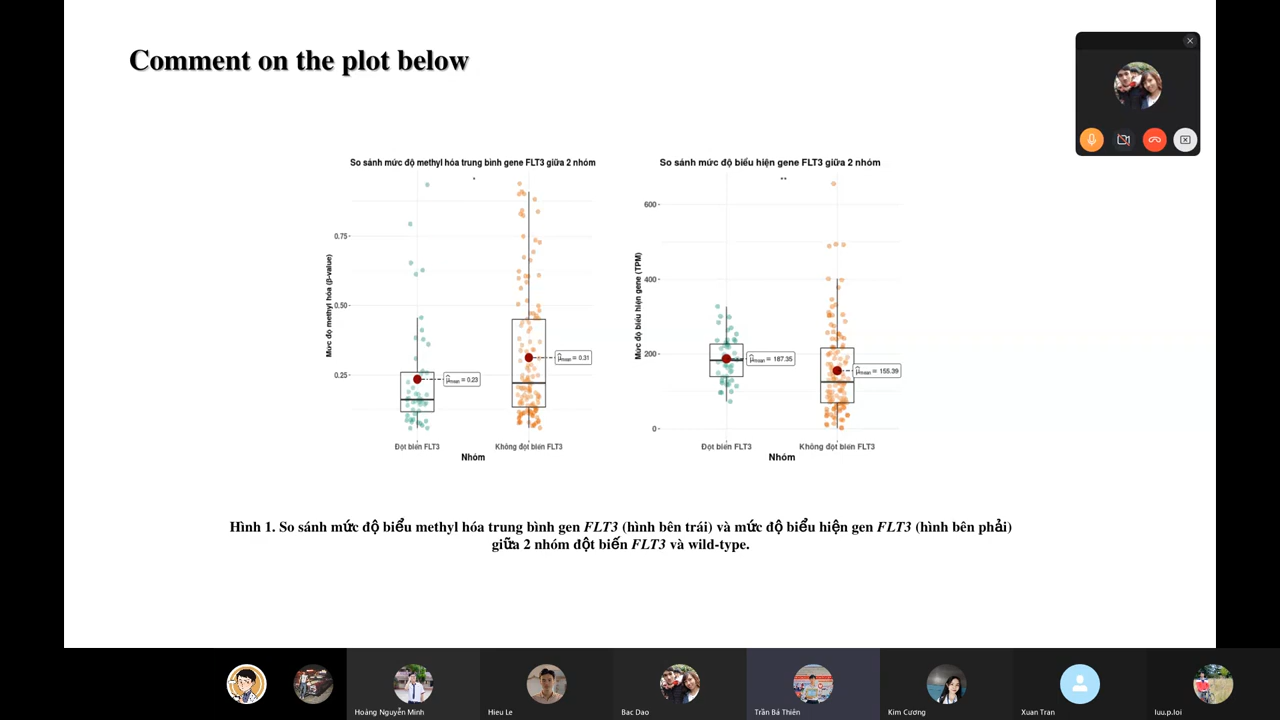 Comment on the plot below
So sánh mức độ methyl hóa trung bình gene FLT3 giữa 2 nhóm
*
Mức độ methyl hóa (β-value)
0.75
0.50
0.25
μ̂mean = 0.23
μ̂mean = 0.31
Đột biến FLT3
Không đột biến FLT3
Nhóm
So sánh mức độ biểu hiện gene FLT3 giữa 2 nhóm
**
Mức độ biểu hiện gene (TPM)
600
400
200
0
μ̂mean = 187.35
μ̂mean = 155.39
Đột biến FLT3
Không đột biến FLT3
Nhóm
Hình 1. So sánh mức độ biểu methyl hóa trung bình gen FLT3 (hình bên trái) và mức độ biểu hiện gen FLT3 (hình bên phải)
giữa 2 nhóm đột biến FLT3 và wild-type.
Hoàng Nguyễn Minh
Hieu Le
Bac Dao
Trần Bá Thiên
Kim Cương
Xuan Tran
luu.p.loi